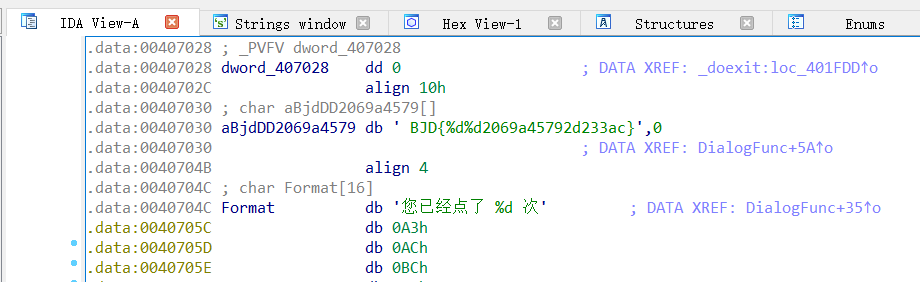 IDA View-A Strings window Hex View-1 Structures Enums
.data:00407028 ; _PVFV dword_407028
.data:00407028 dword_407028 dd 0 ; DATA XREF: _doexit:loc_401FDD↑o
.data:0040702C align 10h
.data:00407030 ; char aBjdDD2069a4579[]
.data:00407030 aBjdDD2069a4579 db ' BJD{%d%d2069a45792d233ac}',0
.data:00407030 ; DATA XREF: DialogFunc+5A↑o
.data:0040704B align 4
.data:0040704C ; char Format[16]
.data:0040704C Format db '您已经点了 %d 次' ; DATA XREF: DialogFunc+35↑o
.data:0040705C db 0A3h
.data:0040705D db 0ACh
.data:0040705E db 0BCh